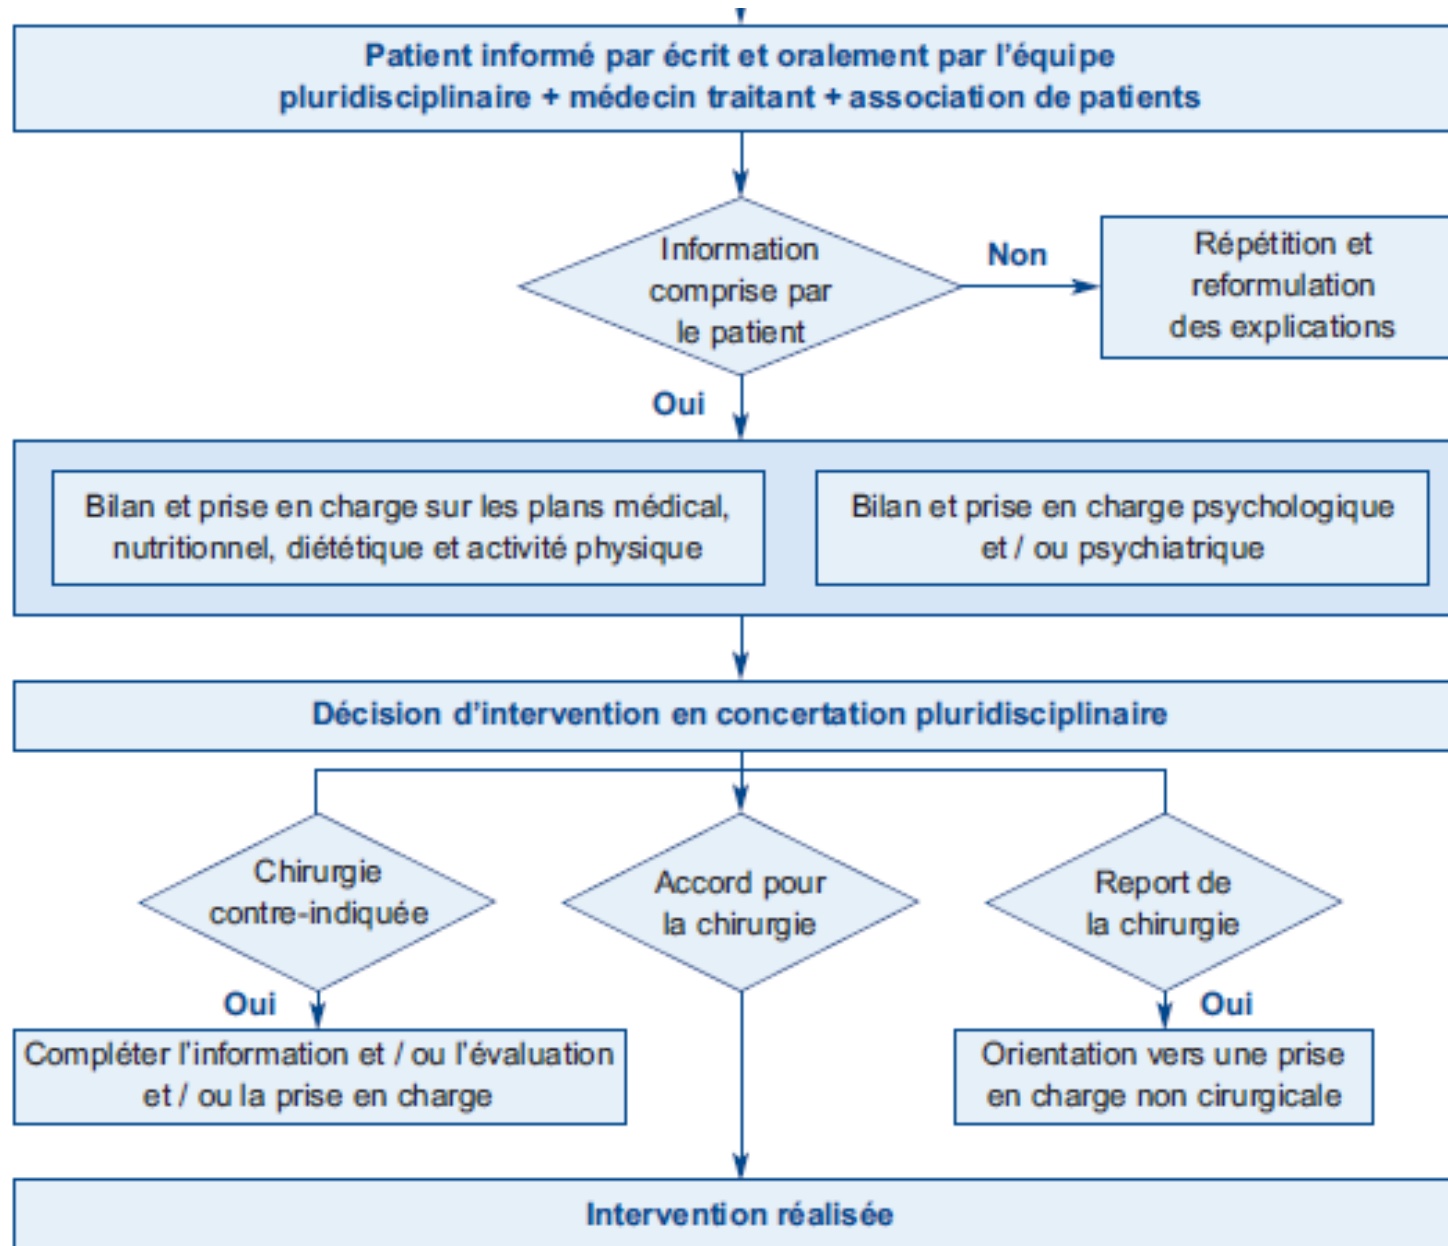 Patient informé par écrit et oralement par l'équipe
pluridisciplinaire + médecin traitant + association de patients
Information
comprise par
le patient
Non
Répétition et
reformulation
des explications
Oui
Bilan et prise en charge sur les plans médical,
nutritionnel, diététique et activité physique
Bilan et prise en charge psychologique
et / ou psychiatrique
Décision d'intervention en concertation pluridisciplinaire
Chirurgie
contre-indiquée
Accord pour
la chirurgie
Report de
la chirurgie
Oui
Oui
Compléter l'information et / ou l'évaluation
et / ou la prise en charge
Orientation vers une prise
en charge non cirurgicale
Intervention réalisée